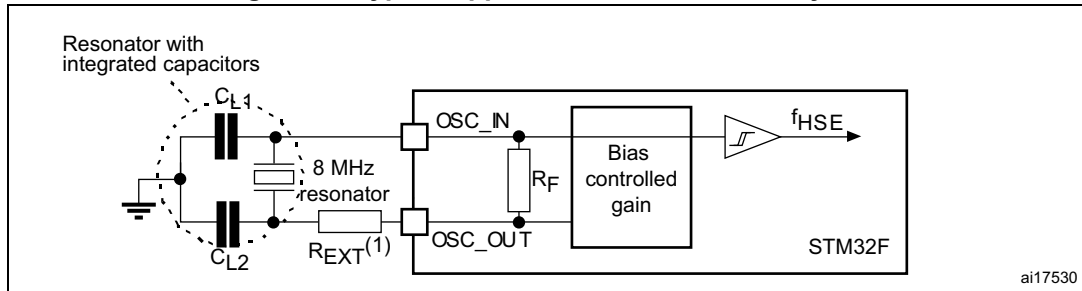 Resonator with
integrated capacitors
CL1
OSC_IN
fHSE
8 MHz
resonator
RF
Bias
controlled
gain
REXT(1)
OSC_OUT
CL2
STM32F
ai17530